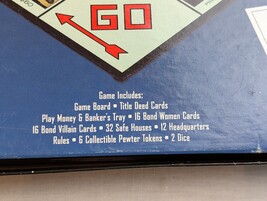 GO
Game Includes:
Game Board • Title Deed Cards
Play Money & Banker's Tray • 16 Bond Women Cards
16 Bond Villain Cards • 32 Safe Houses • 12 Headquarters
Rules • 6 Collectible Pewter Tokens • 2 Dice